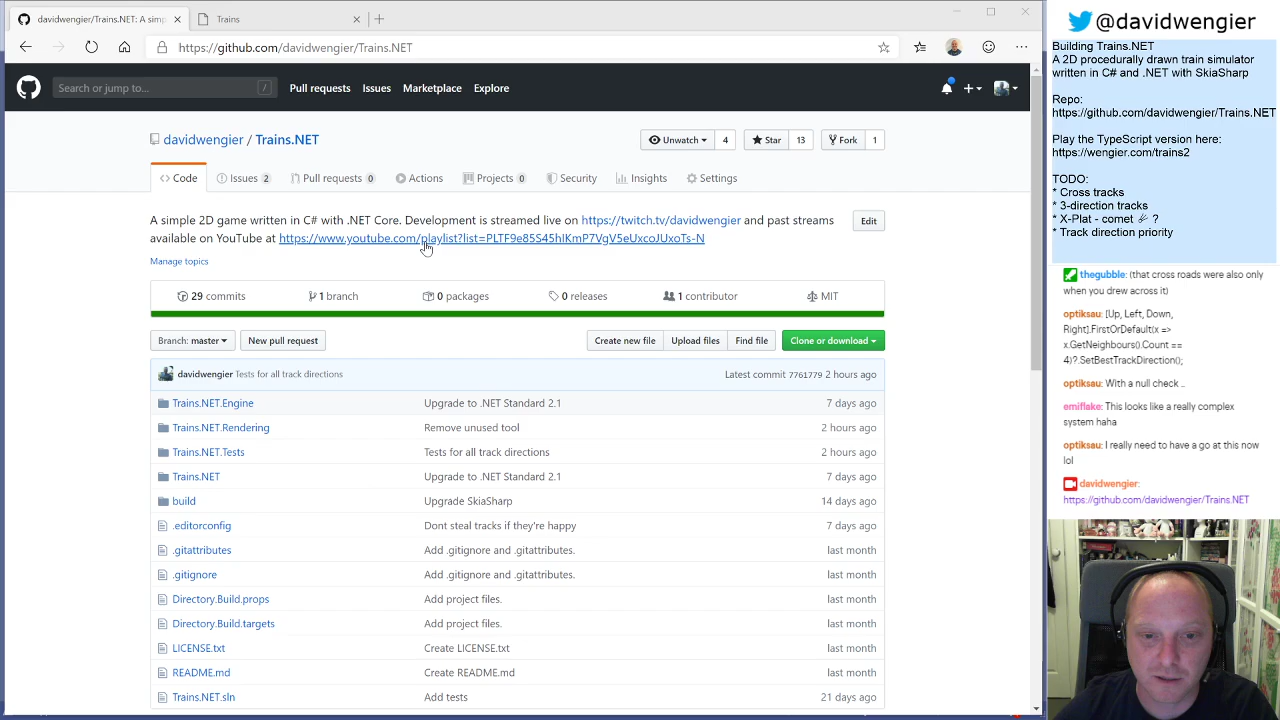 davidwengier/Trains.NET: A simp
Trains
https://github.com/davidwengier/Trains.NET
Search or jump to...
/
Pull requests
Issues
Marketplace
Explore
davidwengier / Trains.NET
Unwatch 4
Star 13
Fork 1
Code
Issues 2
Pull requests 0
Actions
Projects 0
Security
Insights
Settings
A simple 2D game written in C# with .NET Core. Development is streamed live on https://twitch.tv/davidwengier and past streams
available on YouTube at https://www.youtube.com/playlist?list=PLTF9e85S45hIKmP7VgV5eUxcoJUxoTs-N
Edit
Manage topics
29 commits
1 branch
0 packages
0 releases
1 contributor
MIT
Branch: master
New pull request
Create new file
Upload files
Find file
Clone or download
davidwengier Tests for all track directions
Latest commit 7761779 2 hours ago
Trains.NET.Engine Upgrade to .NET Standard 2.1 7 days ago
Trains.NET.Rendering Remove unused tool 2 hours ago
Trains.NET.Tests Tests for all track directions 2 hours ago
Trains.NET Upgrade to .NET Standard 2.1 7 days ago
build Upgrade SkiaSharp 14 days ago
.editorconfig Dont steal tracks if they're happy 7 days ago
.gitattributes Add .gitignore and .gitattributes. last month
.gitignore Add .gitignore and .gitattributes. last month
Directory.Build.props Add project files. last month
Directory.Build.targets Add project files. last month
LICENSE.txt Create LICENSE.txt last month
README.md Create README.md last month
Trains.NET.sln Add tests 21 days ago
@davidwengier
Building Trains.NET
A 2D procedurally drawn train simulator
written in C# and .NET with SkiaSharp
Repo:
https://github.com/davidwengier/Trains.NET
Play the TypeScript version here:
https://wengier.com/trains2
TODO:
* Cross tracks
* 3-direction tracks
* X-Plat - comet ☄ ?
* Track direction priority
thegubble: (that cross roads were also only
when you drew across it)
optiksau: [Up, Left, Down,
Right].FirstOrDefault(x =>
x.GetNeighbours().Count ==
4)?.SetBestTrackDirection();
optiksau: With a null check ..
emiflake: This looks like a really complex
system haha
optiksau: I really need to have a go at this now
lol
davidwengier:
https://github.com/davidwengier/Trains.NET